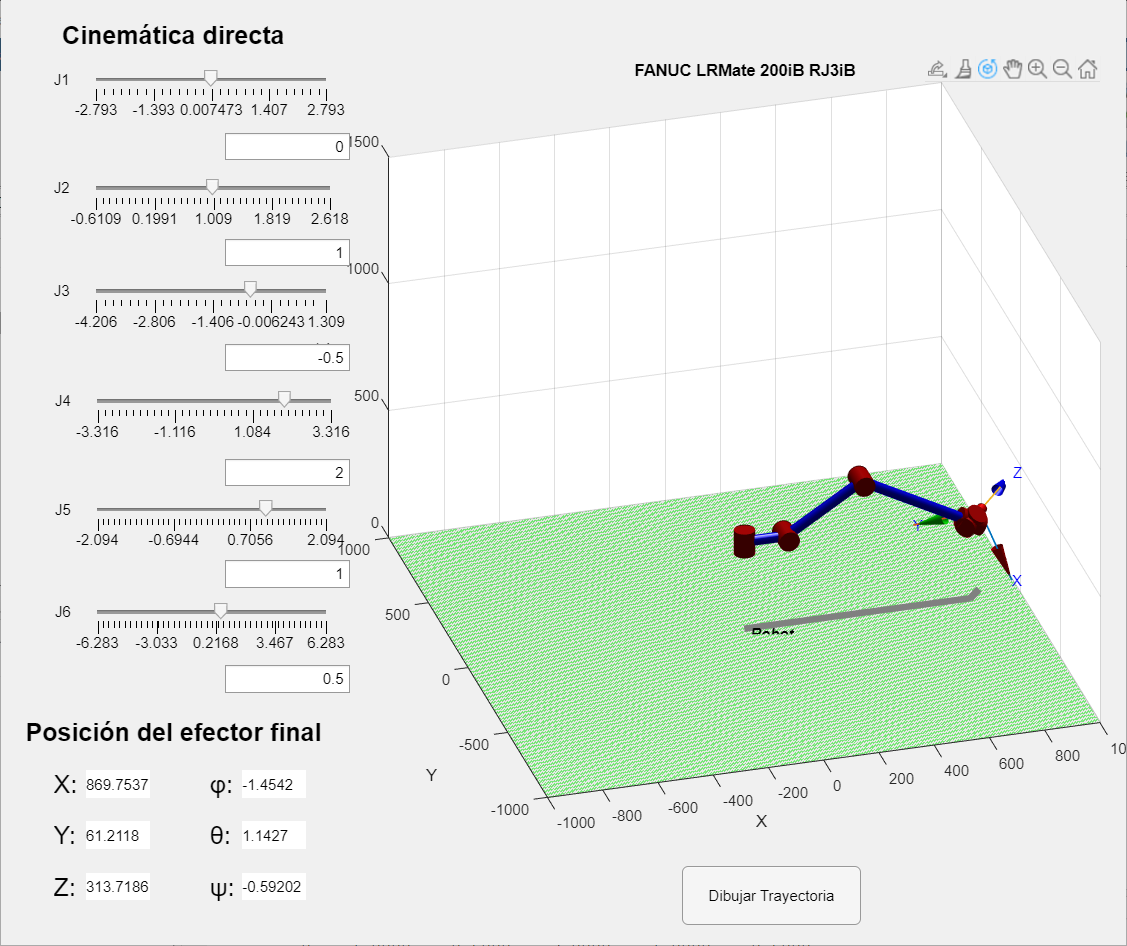 Cinemática directa
J1
-2.793 -1.393 0.007473 1.407 2.793
0
J2
-0.6109 0.1991 1.009 1.819 2.618
1
J3
-4.206 -2.806 -1.406 -0.006243 1.309
-0.5
J4
-3.316 -1.116 1.084 3.316
2
J5
-2.094 -0.6944 0.7056 2.094
1
J6
-6.283 -3.033 0.2168 3.467 6.283
0.5
Posición del efector final
X: 869.7537 φ: -1.4542
Y: 61.2118 θ: 1.1427
Z: 313.7186 ψ: -0.59202
FANUC LRMate 200iB RJ3iB
1500
1000
500
0
1000
500
0
-500
-1000
Y
-1000 -800 -600 -400 -200 0 200 400 600 800 10
X
Z
Y
X
Robot
Dibujar Trayectoria